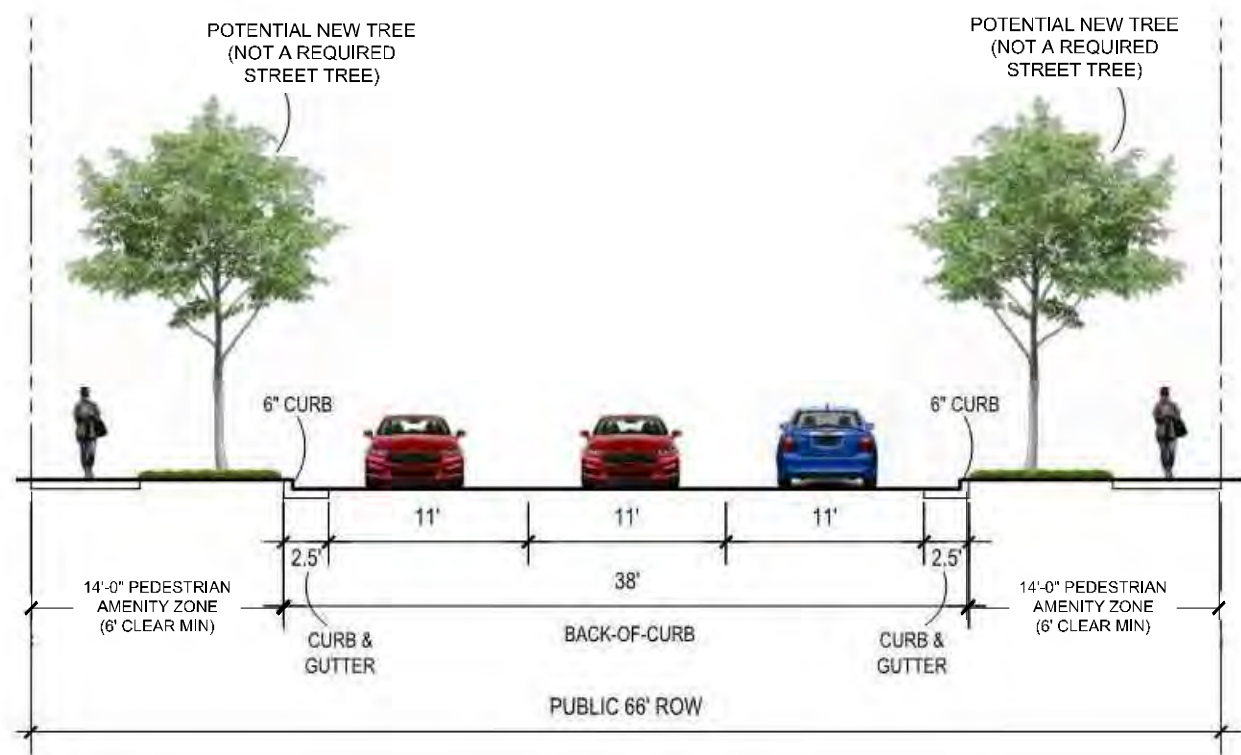 POTENTIAL NEW TREE
(NOT A REQUIRED
STREET TREE)
POTENTIAL NEW TREE
(NOT A REQUIRED
STREET TREE)
6" CURB
6" CURB
11'
11'
11'
2.5'
2.5'
38'
14'-0" PEDESTRIAN
AMENITY ZONE
(6' CLEAR MIN)
14'-0" PEDESTRIAN
AMENITY ZONE
(6' CLEAR MIN)
CURB &
GUTTER
BACK-OF-CURB
CURB &
GUTTER
PUBLIC 66' ROW